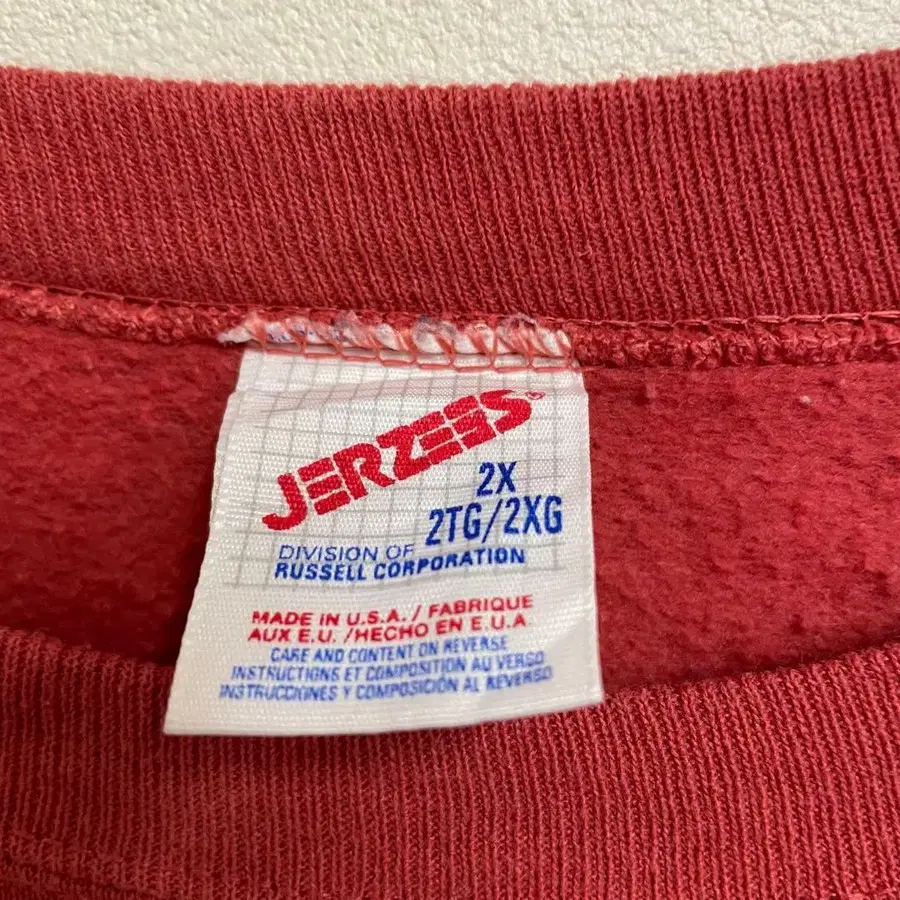 JERZEES®
2X
2TG/2XG
DIVISION OF
RUSSELL CORPORATION
MADE IN U.S.A. / FABRIQUE
AUX E.U. /HECHO EN E.U.A.
CARE AND CONTENT ON REVERSE
INSTRUCTIONS ET COMPOSITION AU VERSO
INSTRUCCIONES Y COMPOSICIÓN AL REVERSO